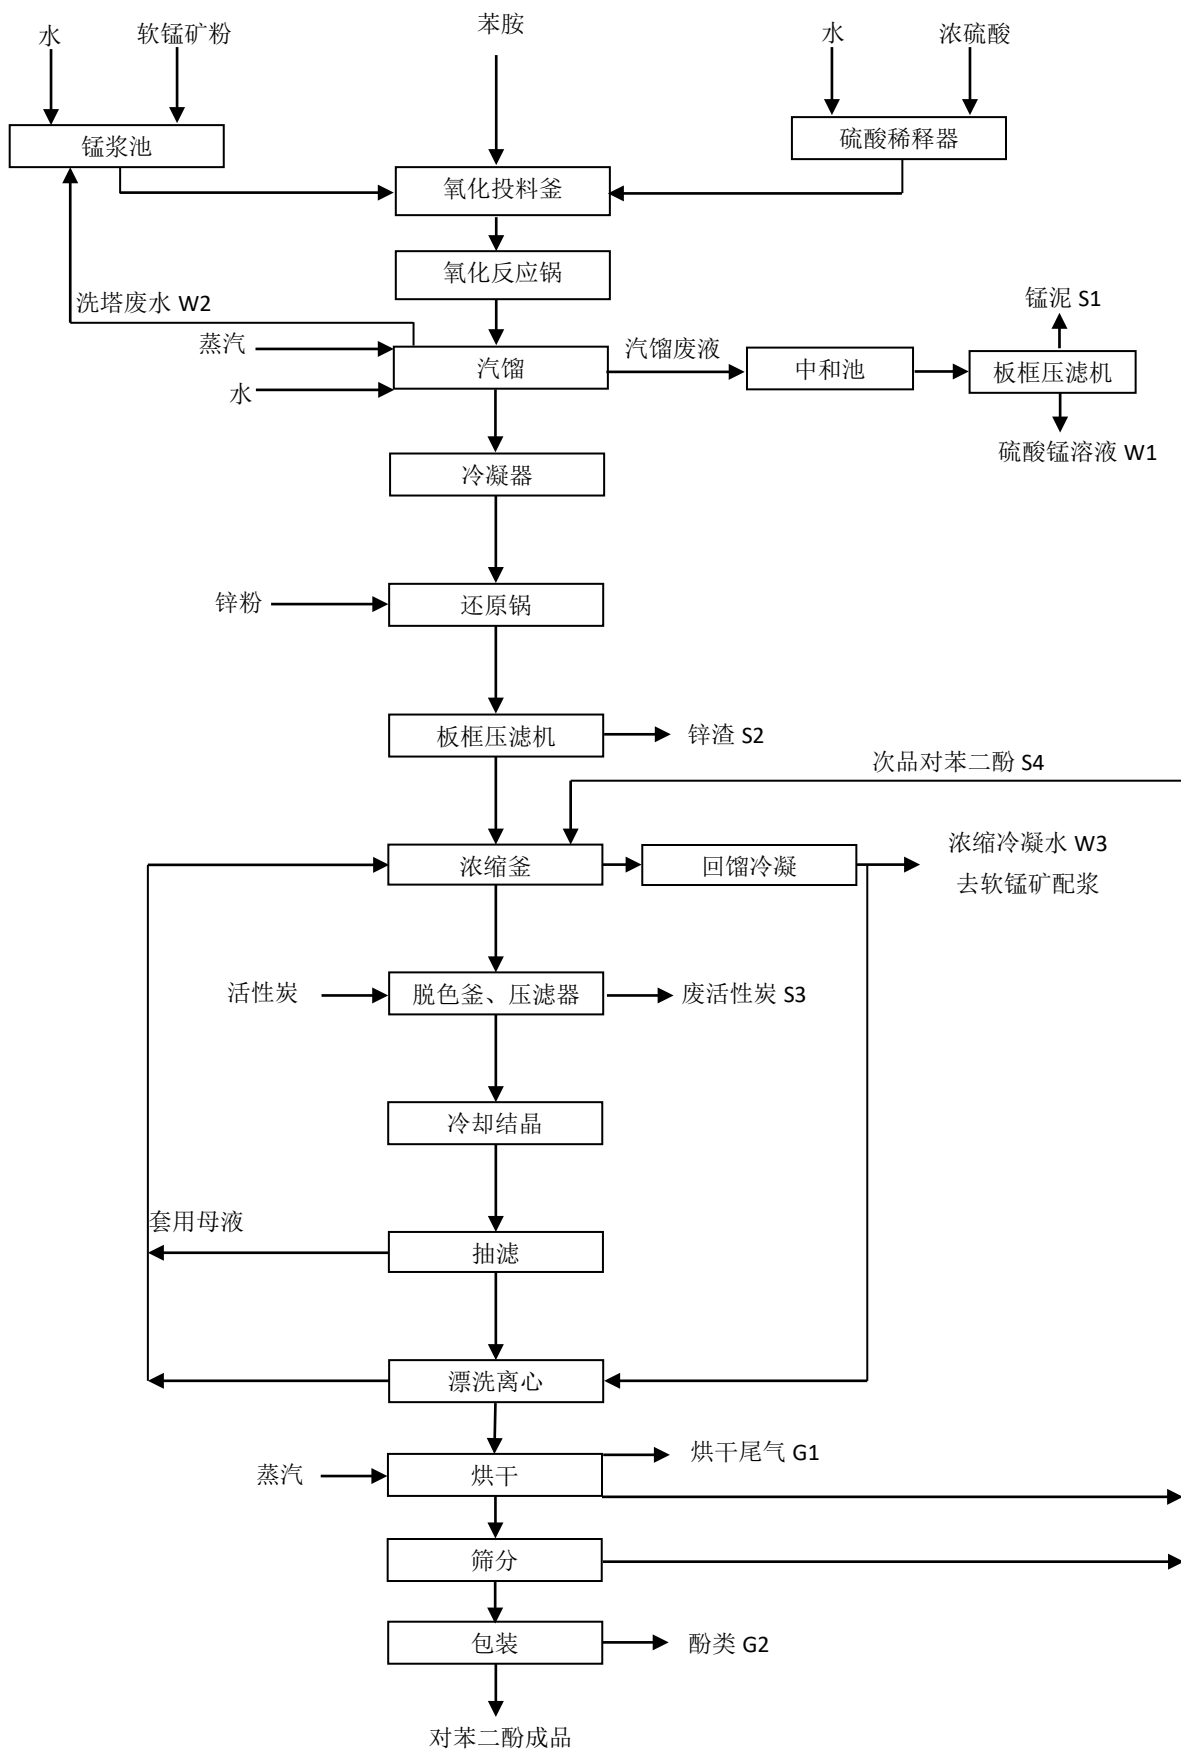 水
软锰矿粉
苯胺
水
浓硫酸
锰浆池
硫酸稀释器
氧化投料釜
氧化反应锅
洗塔废水 W2
锰泥 S1
蒸汽
汽馏
汽馏废液
中和池
板框压滤机
水
硫酸锰溶液 W1
冷凝器
锌粉
还原锅
板框压滤机
锌渣 S2
次品对苯二酚 S4
浓缩釜
回馏冷凝
浓缩冷凝水 W3
去软锰矿配浆
活性炭
脱色釜、压滤器
废活性炭 S3
冷却结晶
套用母液
抽滤
漂洗离心
蒸汽
烘干
烘干尾气 G1
筛分
包装
酚类 G2
对苯二酚成品